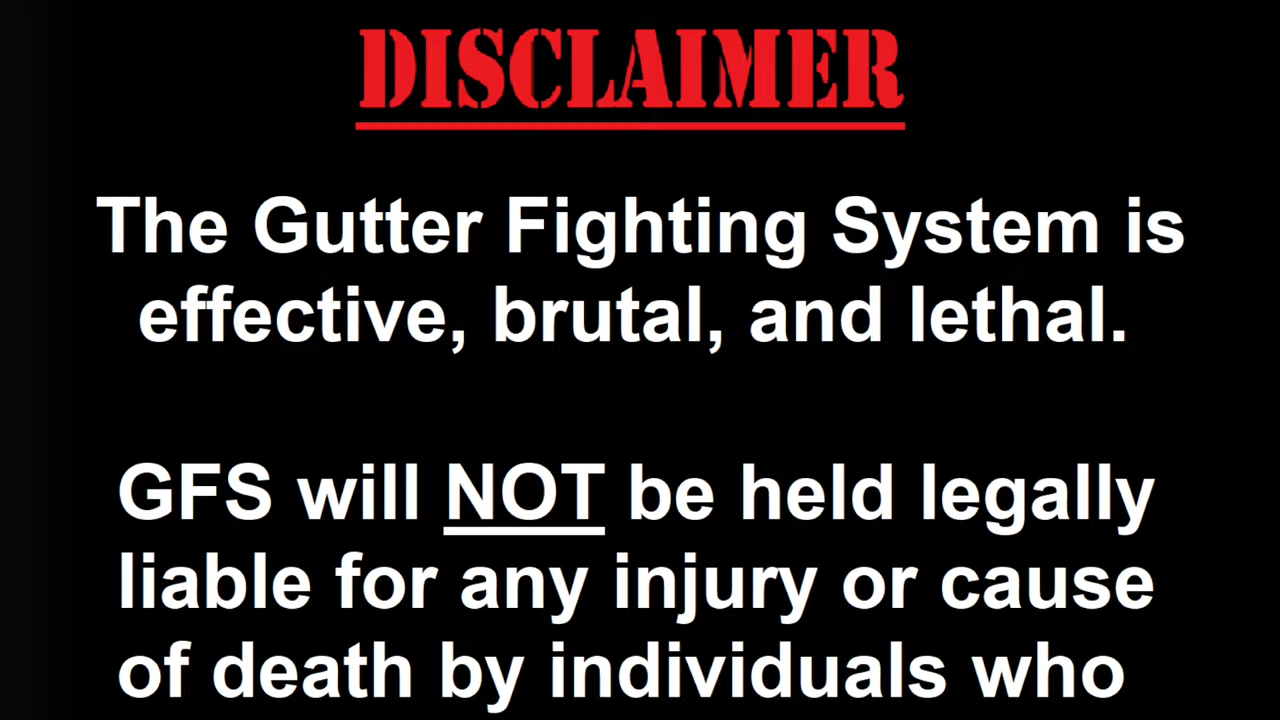 DISCLAIMER
The Gutter Fighting System is
effective, brutal, and lethal.
GFS will NOT be held legally
liable for any injury or cause
of death by individuals who